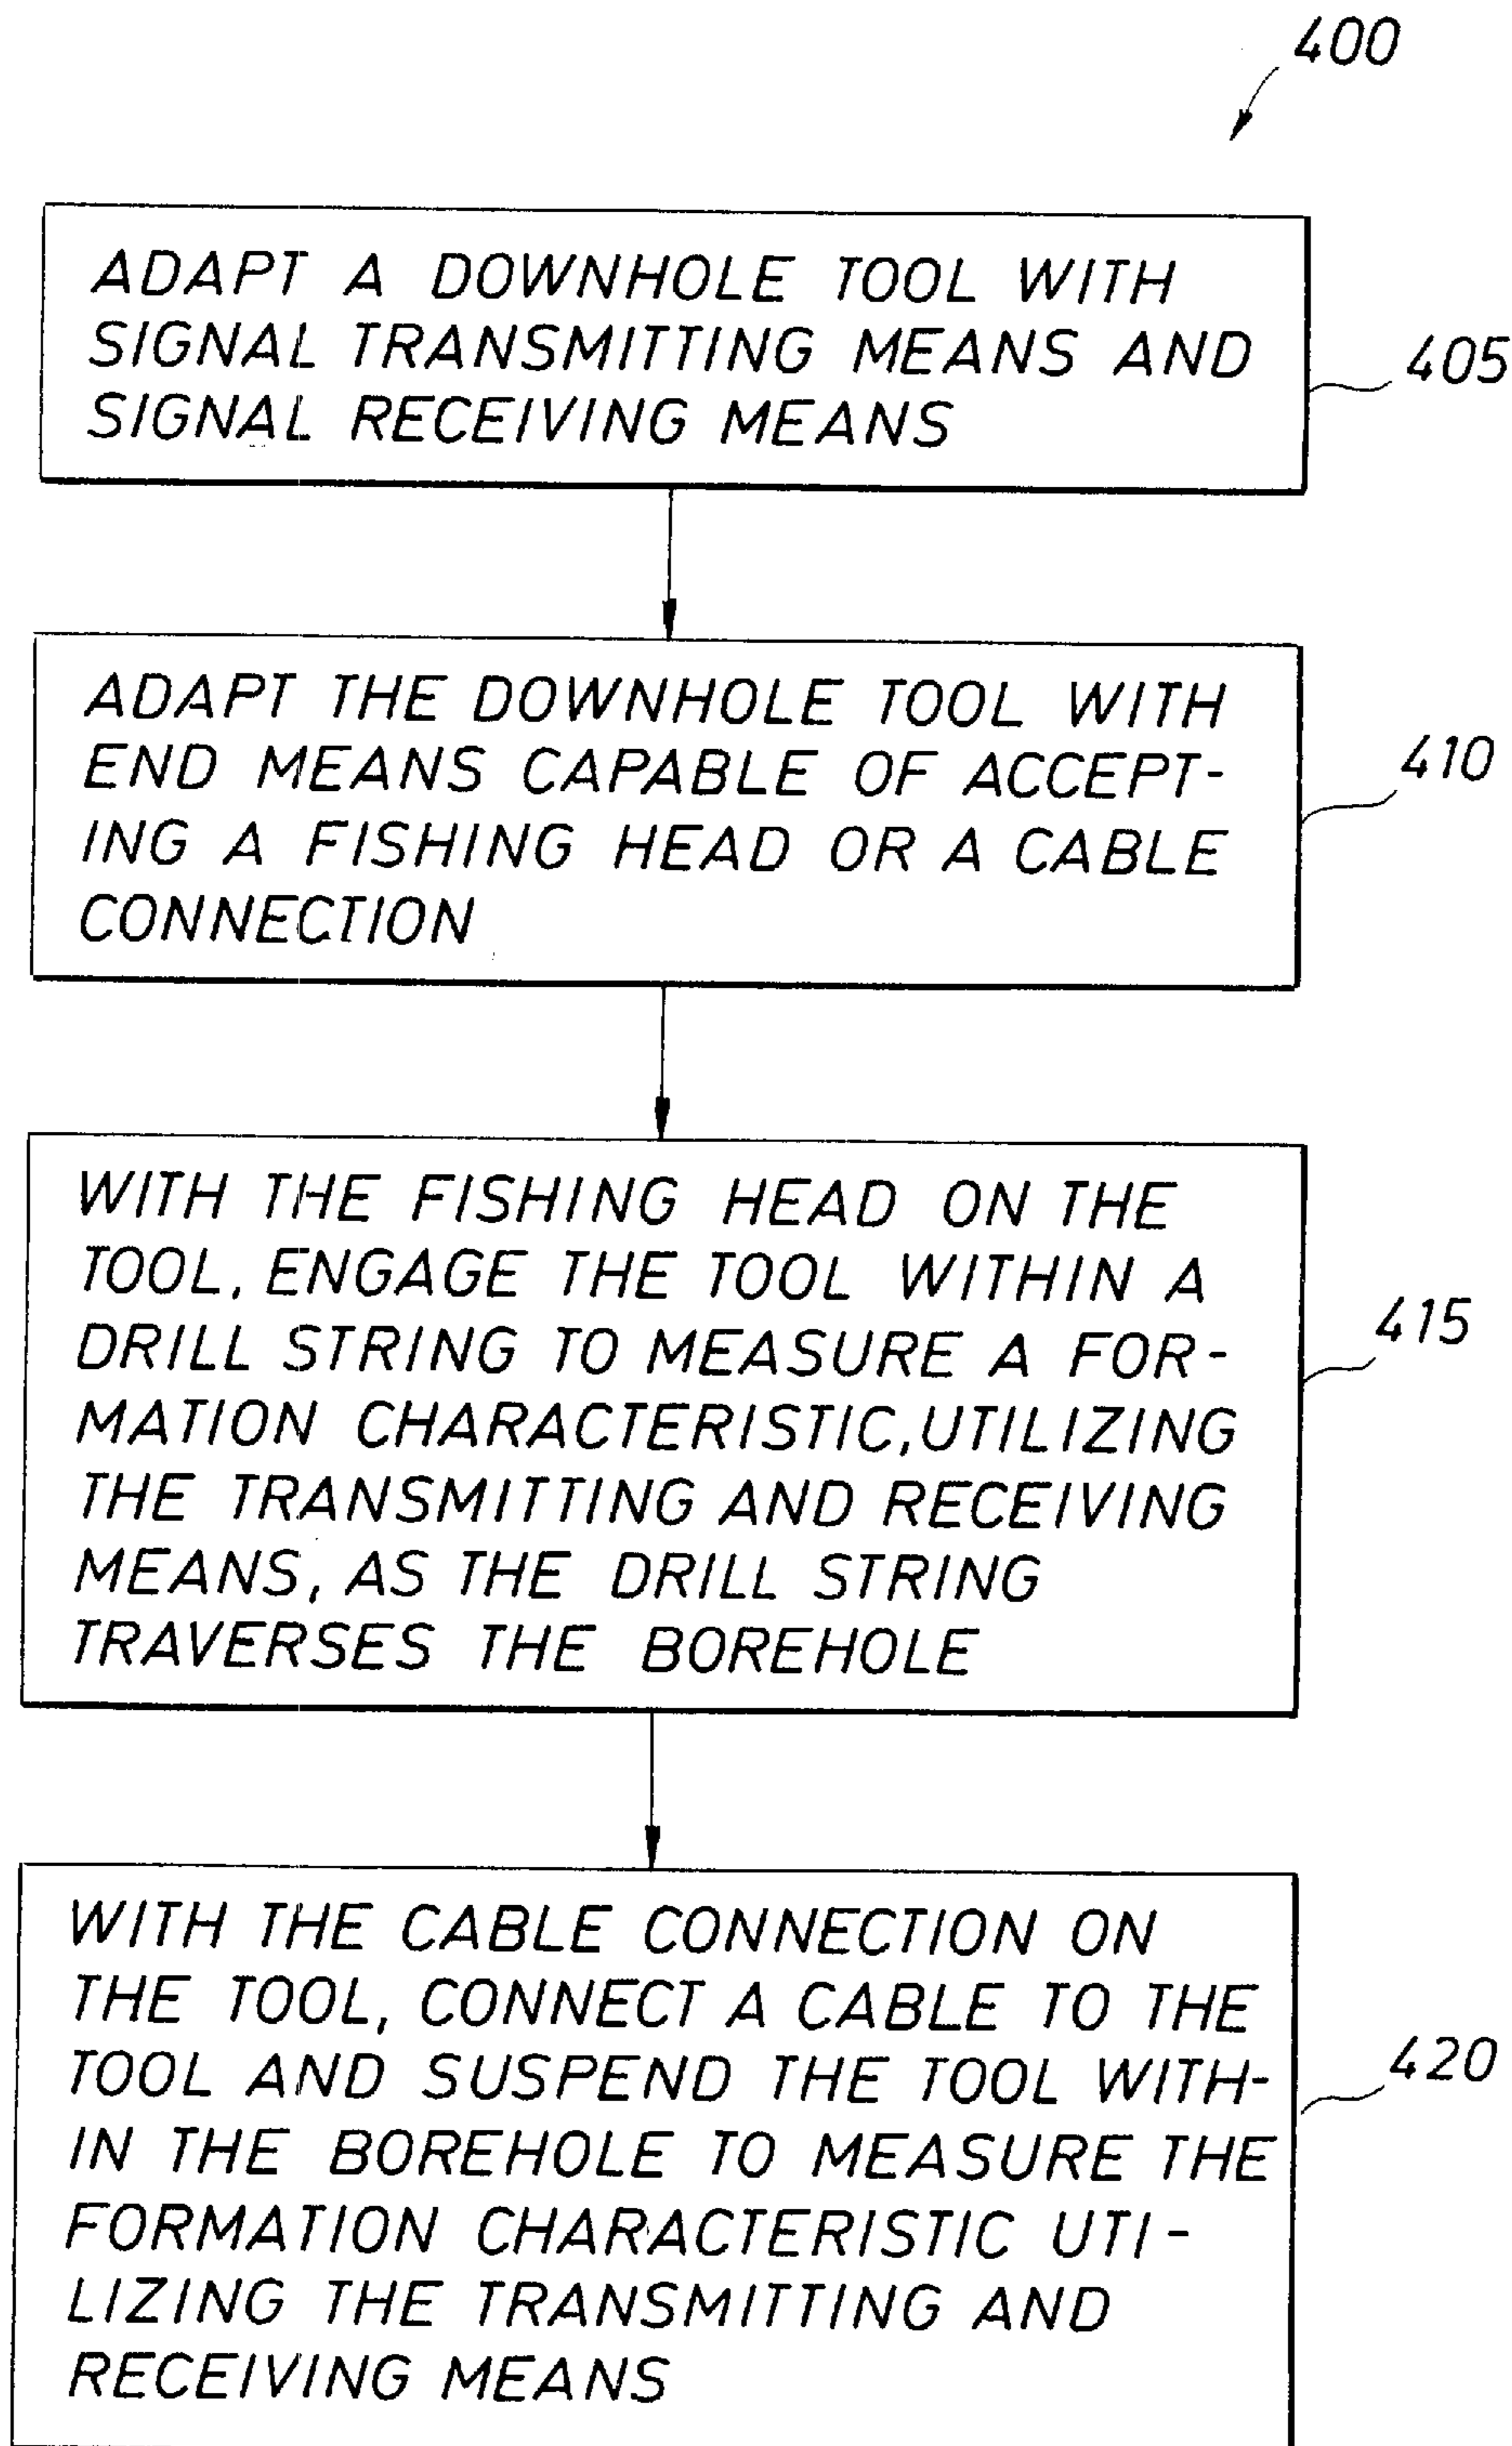 400
ADAPT A DOWNHOLE TOOL WITH
SIGNAL TRANSMITTING MEANS AND
SIGNAL RECEIVING MEANS
405
ADAPT THE DOWNHOLE TOOL WITH
END MEANS CAPABLE OF ACCEPT-
ING A FISHING HEAD OR A CABLE
CONNECTION
410
WITH THE FISHING HEAD ON THE
TOOL, ENGAGE THE TOOL WITHIN A
DRILL STRING TO MEASURE A FOR-
MATION CHARACTERISTIC, UTILIZING
THE TRANSMITTING AND RECEIVING
MEANS, AS THE DRILL STRING
TRAVERSES THE BOREHOLE
415
WITH THE CABLE CONNECTION ON
THE TOOL, CONNECT A CABLE TO THE
TOOL AND SUSPEND THE TOOL WITH-
IN THE BOREHOLE TO MEASURE THE
FORMATION CHARACTERISTIC UTI-
LIZING THE TRANSMITTING AND
RECEIVING MEANS
420